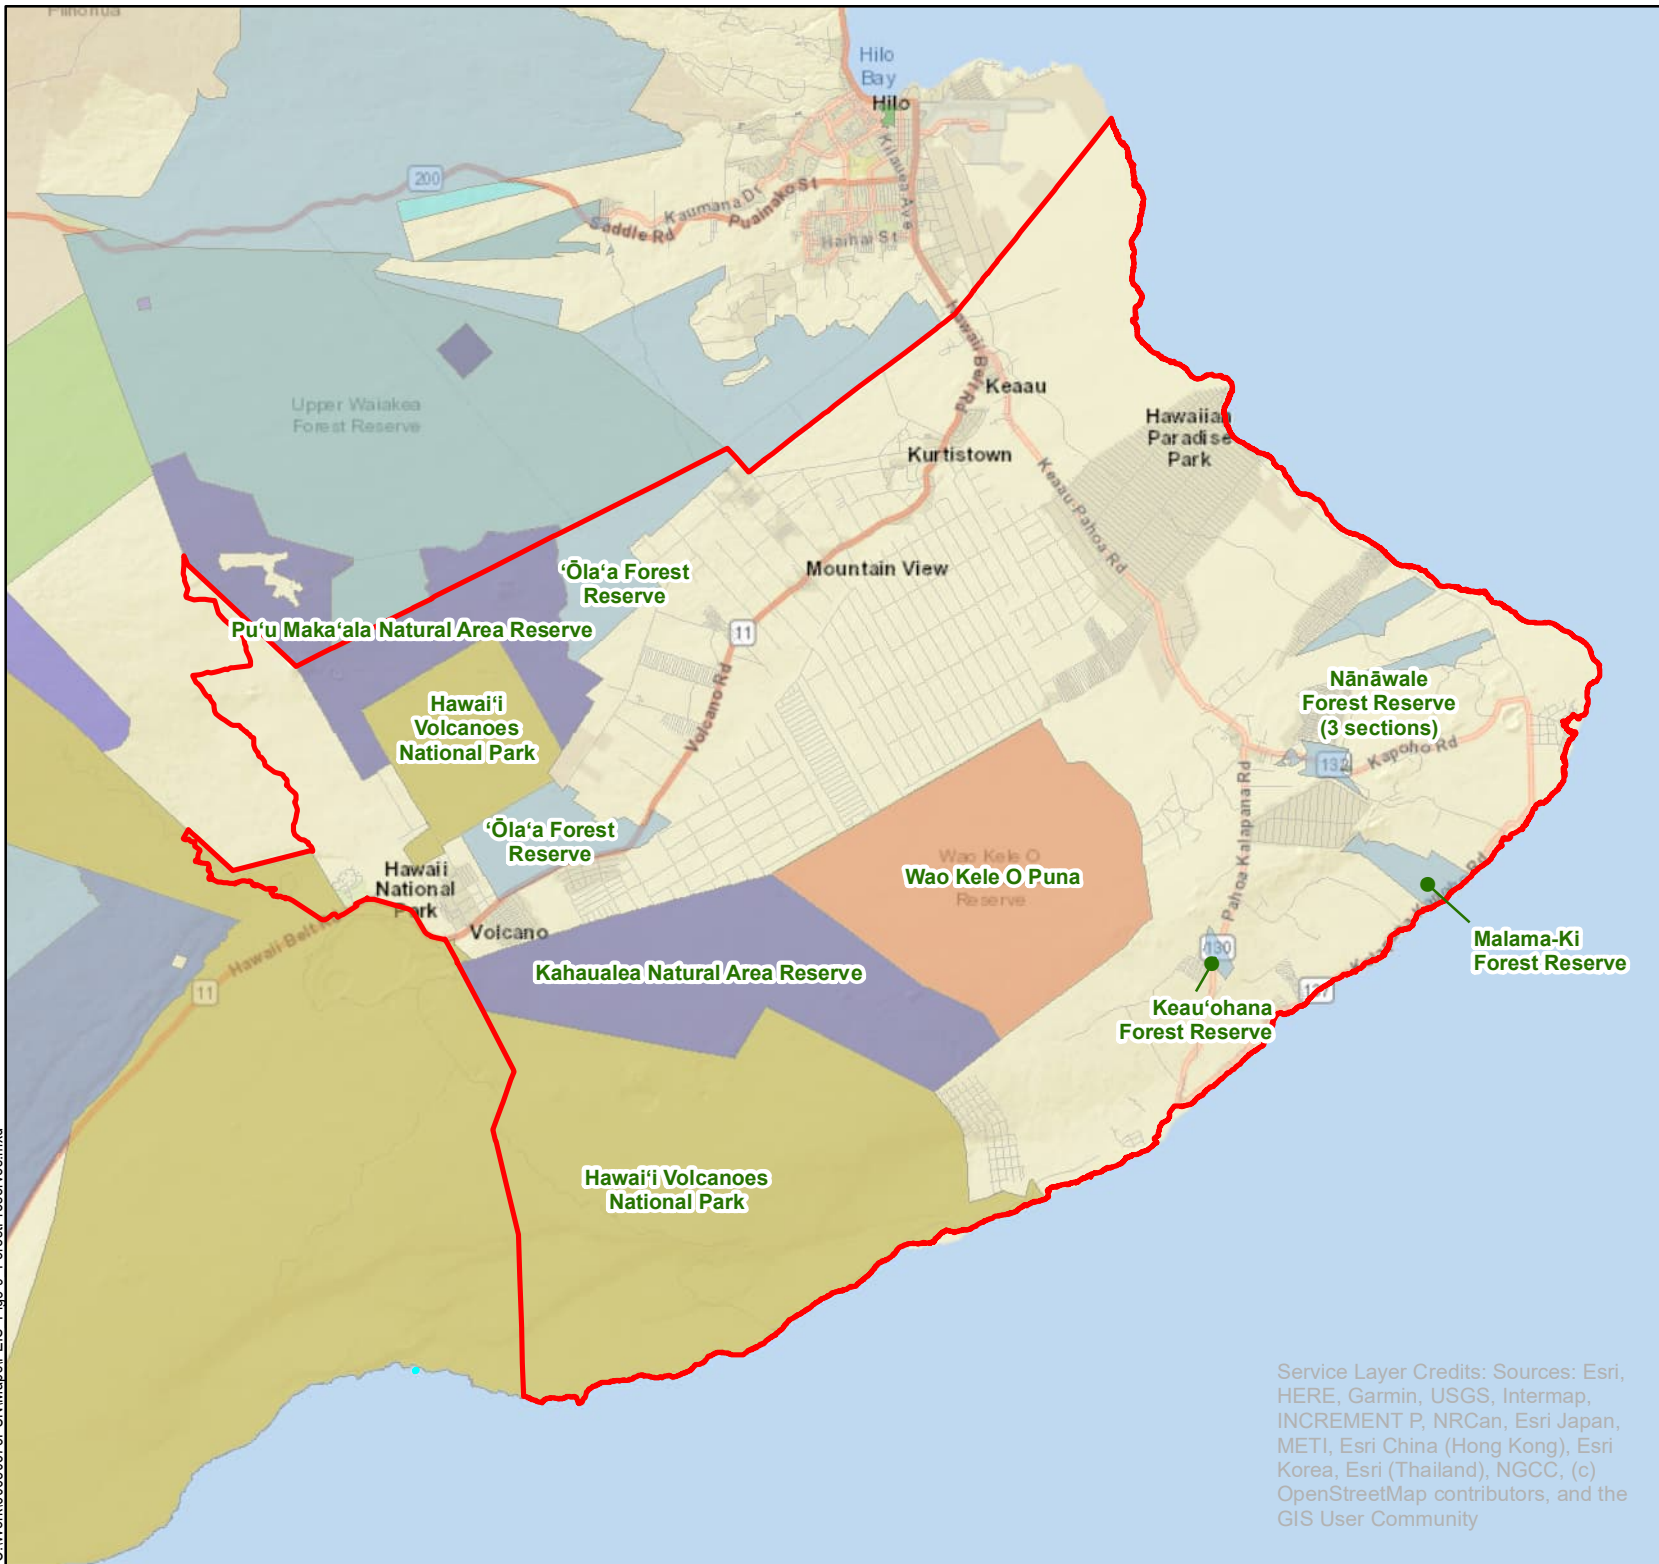 Hilo
Bay
Hilo
200
Kilauea Ave
Kaumana Dr
Puainako St
Saddle Rd
Haihai St
Hawaii Belt Rd
Keaau
Upper Waiakea
Forest Reserve
Hawaiian
Paradise
Park
Kurtistown
Keaau-Pahoa Rd
Mountain View
ʻŌlaʻa Forest
Reserve
Puʻu Makaʻala Natural Area Reserve
11
Volcano Rd
Hawaiʻi
Volcanoes
National Park
Nānāwale
Forest Reserve
(3 sections)
132
Kapoho Rd
Pahoa Kalapana Rd
ʻŌlaʻa Forest
Reserve
Wao Kele O
Wao Kele O Puna
Reserve
Hawaii
National
Park
Volcano
Hawaii Belt
11
Kahaualea Natural Area Reserve
130
Malama-Ki
Forest Reserve
137
Keauʻohana
Forest Reserve
Hawaiʻi Volcanoes
National Park
Service Layer Credits: Sources: Esri,
HERE, Garmin, USGS, Intermap,
INCREMENT P, NRCan, Esri Japan,
METI, Esri China (Hong Kong), Esri
Korea, Esri (Thailand), NGCC, (c)
OpenStreetMap contributors, and the
GIS User Community